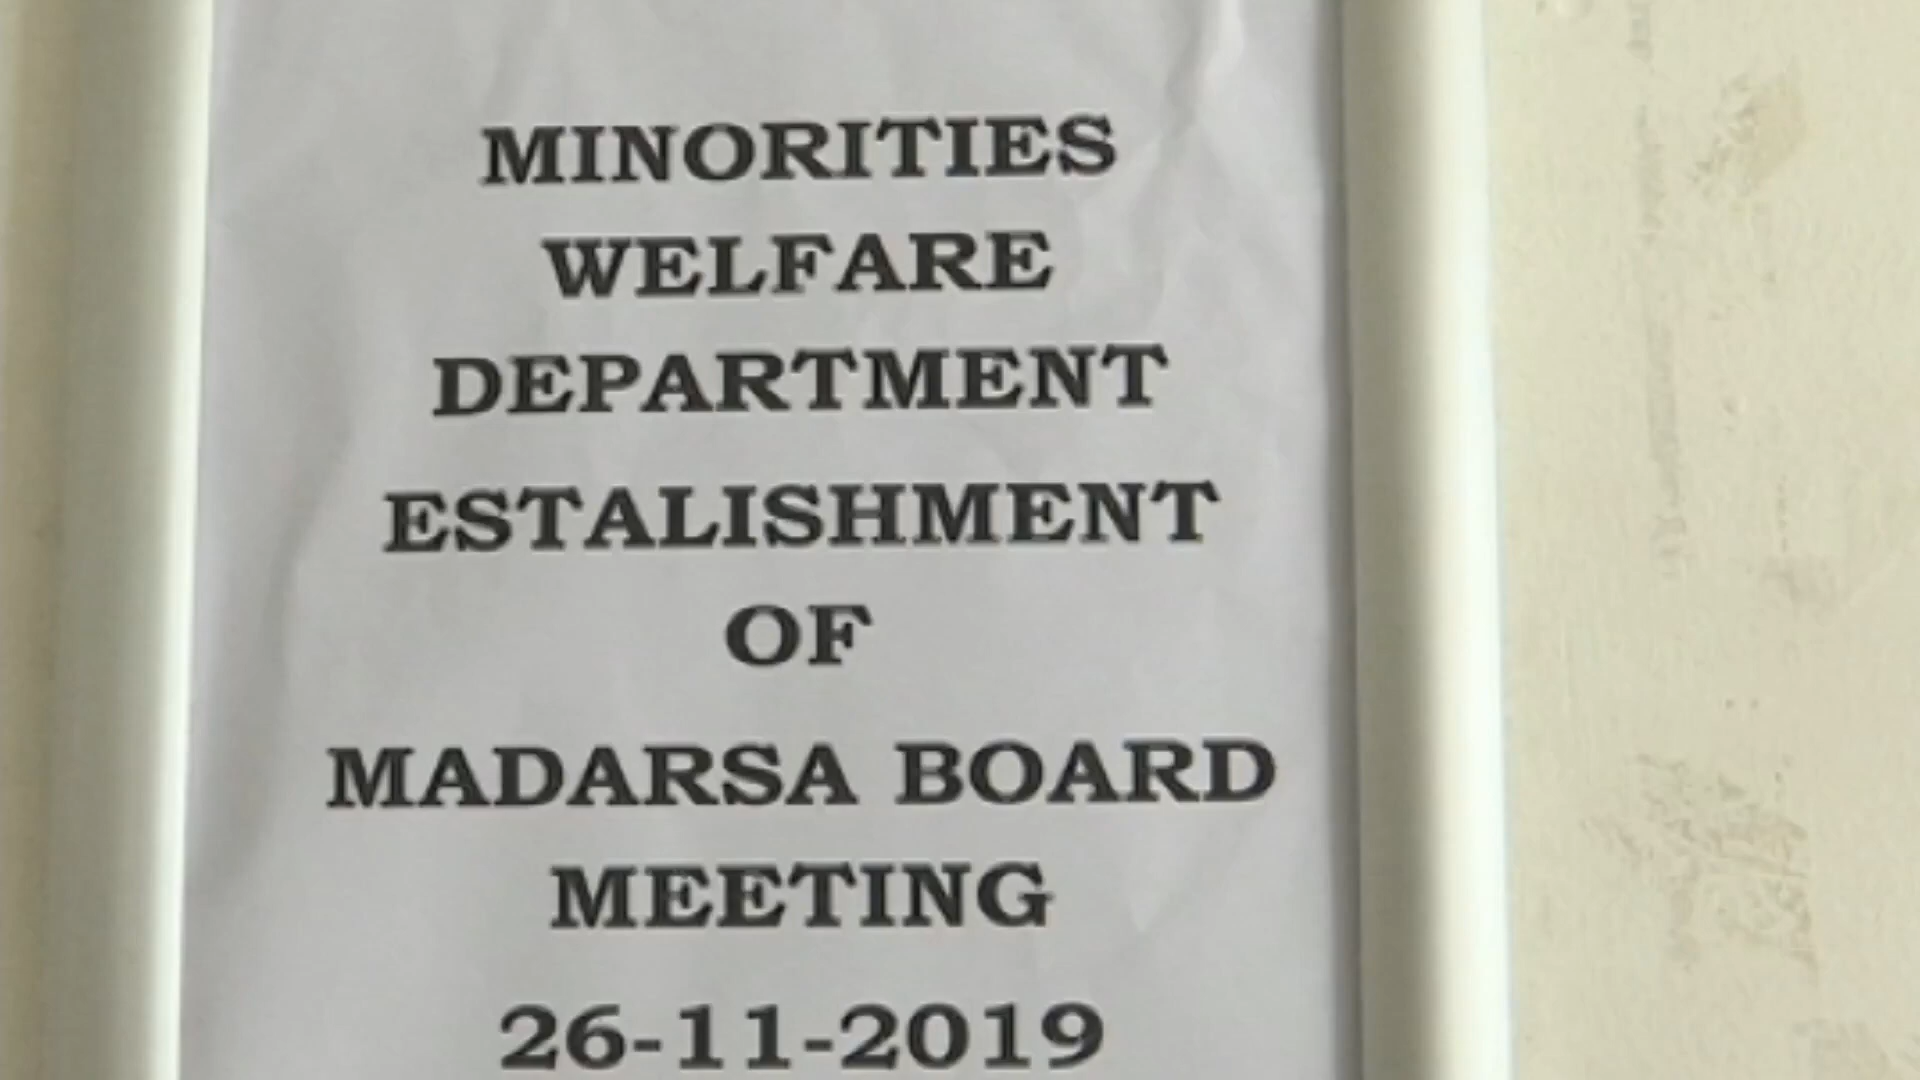 MINORITIES
WELFARE
DEPARTMENT
ESTALISHMENT
OF
MADARSA BOARD
MEETING
26-11-2019